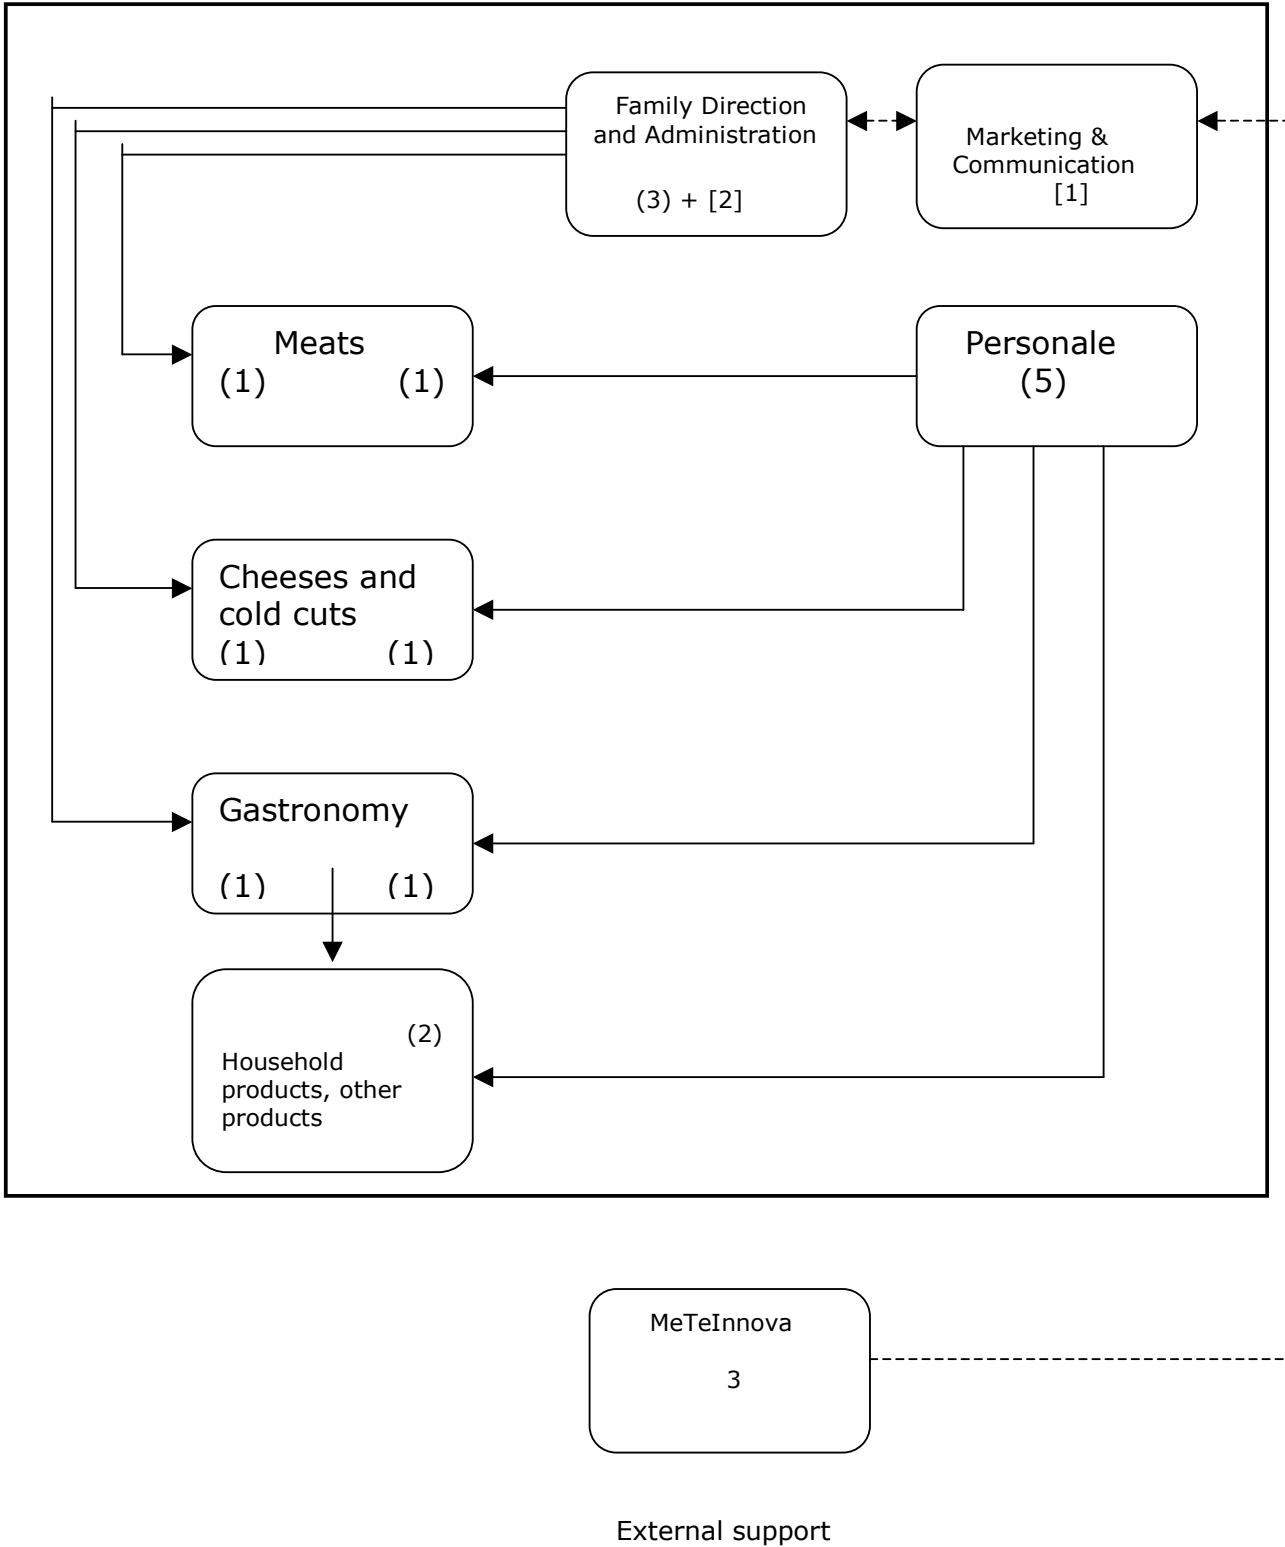 Family Direction
and Administration
(3) + [2]
Marketing &
Communication
[1]
Meats
(1) (1)
Personale
(5)
Cheeses and
cold cuts
(1) (1)
Gastronomy
(1) (1)
(2)
Household
products, other
products
MeTeInnova
3
External support